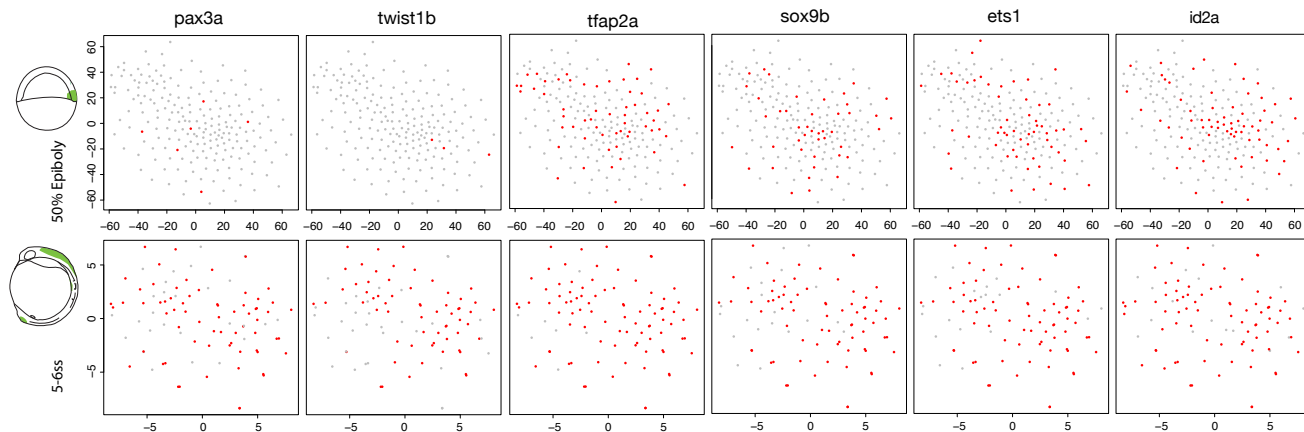 pax3a twist1b tfap2a sox9b ets1 id2a
50% Epiboly
60
40
20
0
−20
−40
−60
−60 −40 −20 0 20 40 60 −60 −40 −20 0 20 40 60 −60 −40 −20 0 20 40 60 −60 −40 −20 0 20 40 60 −60 −40 −20 0 20 40 60 −60 −40 −20 0 20 40 60
5-6ss
5
0
−5
−5 0 5 −5 0 5 −5 0 5 −5 0 5 −5 0 5 −5 0 5